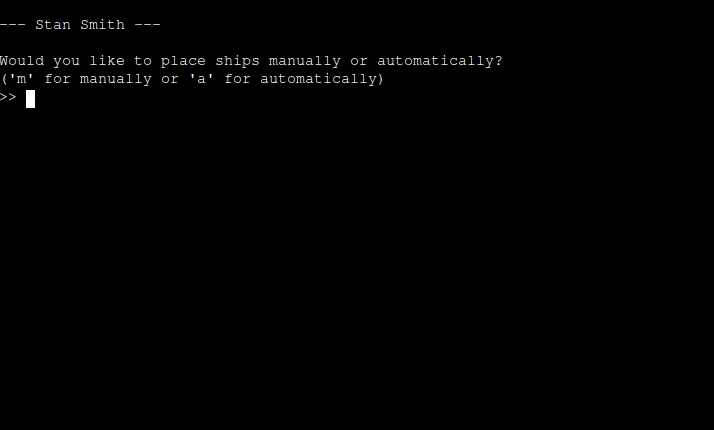 --- Stan Smith ---
Would you like to place ships manually or automatically?
('m' for manually or 'a' for automatically)
>>